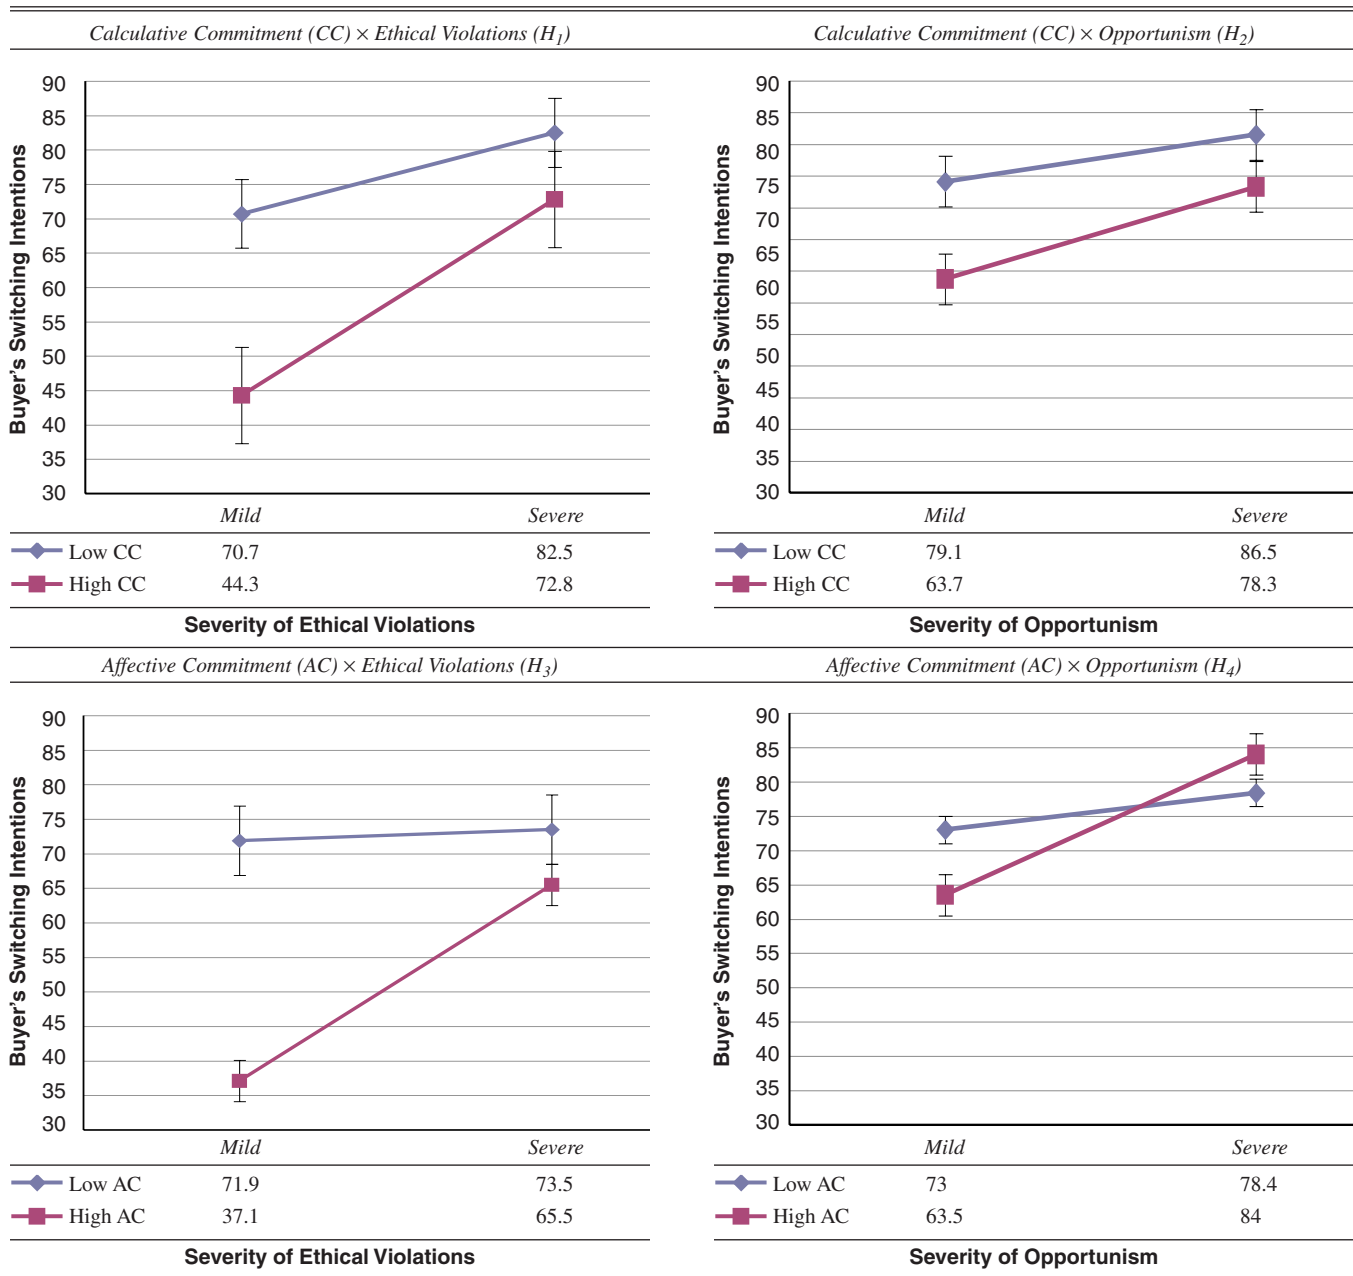 Calculative Commitment (CC) × Ethical Violations (H1)
Buyer's Switching Intentions
90
85
80
75
70
65
60
55
50
45
40
35
30
Mild Severe
Low CC 70.7 82.5
High CC 44.3 72.8
Severity of Ethical Violations
Calculative Commitment (CC) × Opportunism (H2)
Buyer's Switching Intentions
90
85
80
75
70
65
60
55
50
45
40
35
30
Mild Severe
Low CC 79.1 86.5
High CC 63.7 78.3
Severity of Opportunism
Affective Commitment (AC) × Ethical Violations (H3)
Buyer's Switching Intentions
90
85
80
75
70
65
60
55
50
45
40
35
30
Mild Severe
Low AC 71.9 73.5
High AC 37.1 65.5
Severity of Ethical Violations
Affective Commitment (AC) × Opportunism (H4)
Buyer's Switching Intentions
90
85
80
75
70
65
60
55
50
45
40
35
30
Mild Severe
Low AC 73 78.4
High AC 63.5 84
Severity of Opportunism